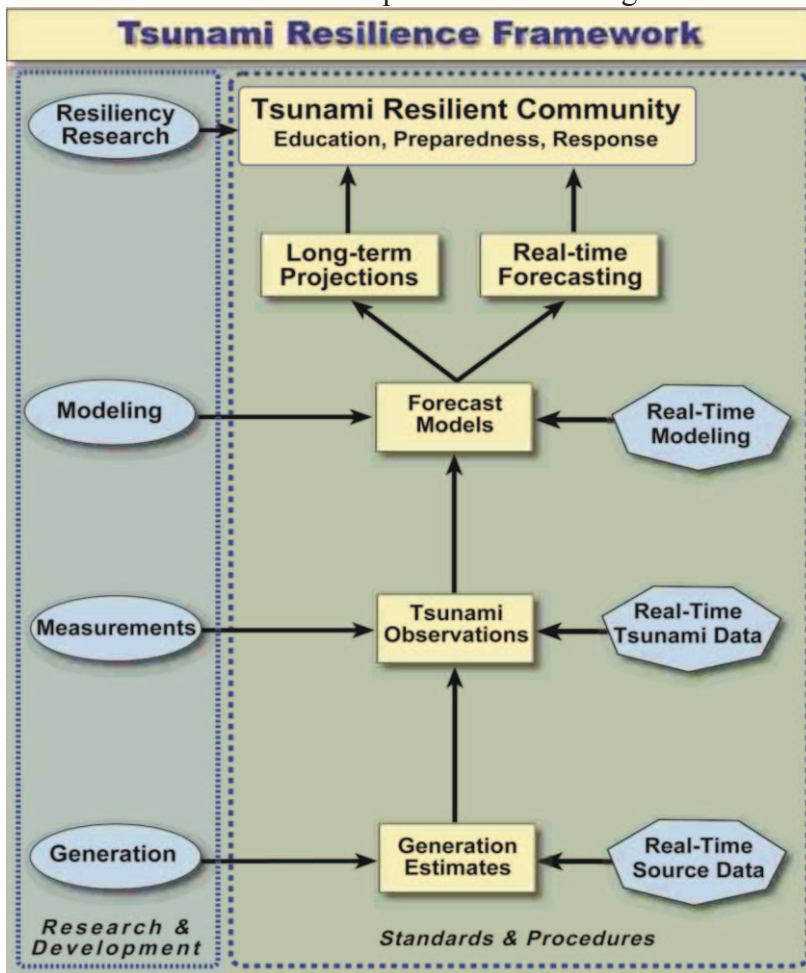 Tsunami Resilience Framework
Resiliency
Research
Tsunami Resilient Community
Education, Preparedness, Response
Long-term
Projections
Real-time
Forecasting
Modeling
Forecast
Models
Real-Time
Modeling
Measurements
Tsunami
Observations
Real-Time
Tsunami Data
Generation
Generation
Estimates
Real-Time
Source Data
Research &
Development
Standards & Procedures